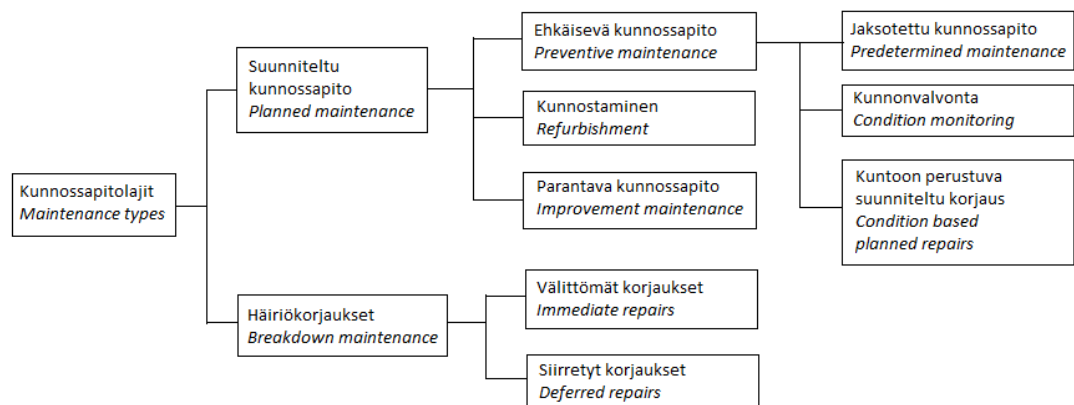 Kunnossapitolajit
Maintenance types
Suunniteltu
kunnossapito
Planned maintenance
Häiriökorjaukset
Breakdown maintenance
Ehkäisevä kunnossapito
Preventive maintenance
Kunnostaminen
Refurbishment
Parantava kunnossapito
Improvement maintenance
Välittömät korjaukset
Immediate repairs
Siirretyt korjaukset
Deferred repairs
Jaksotettu kunnossapito
Predetermined maintenance
Kunnonvalvonta
Condition monitoring
Kuntoon perustuva
suunniteltu korjaus
Condition based
planned repairs